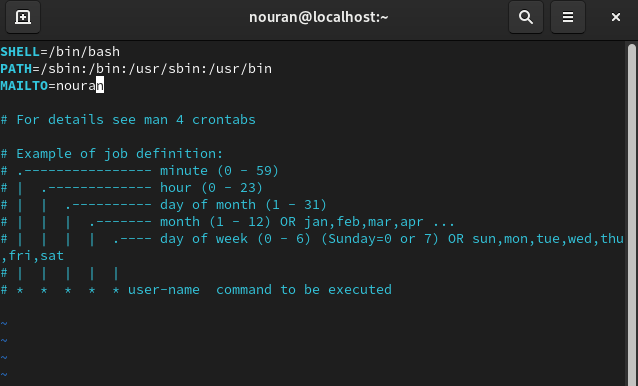 nouran@localhost:~
SHELL=/bin/bash
PATH=/sbin:/bin:/usr/sbin:/usr/bin
MAILTO=nouran

# For details see man 4 crontabs

# Example of job definition:
# .---------------- minute (0 - 59)
# |  .------------- hour (0 - 23)
# |  |  .---------- day of month (1 - 31)
# |  |  |  .------- month (1 - 12) OR jan,feb,mar,apr ...
# |  |  |  |  .---- day of week (0 - 6) (Sunday=0 or 7) OR sun,mon,tue,wed,thu
,fri,sat
# |  |  |  |  |
# *  *  *  *  * user-name  command to be executed

~
~
~
~